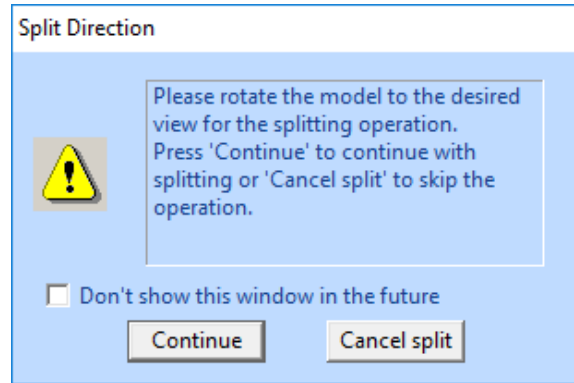 Split Direction
Please rotate the model to the desired
view for the splitting operation.
Press 'Continue' to continue with
splitting or 'Cancel split' to skip the
operation.
Don't show this window in the future
Continue
Cancel split